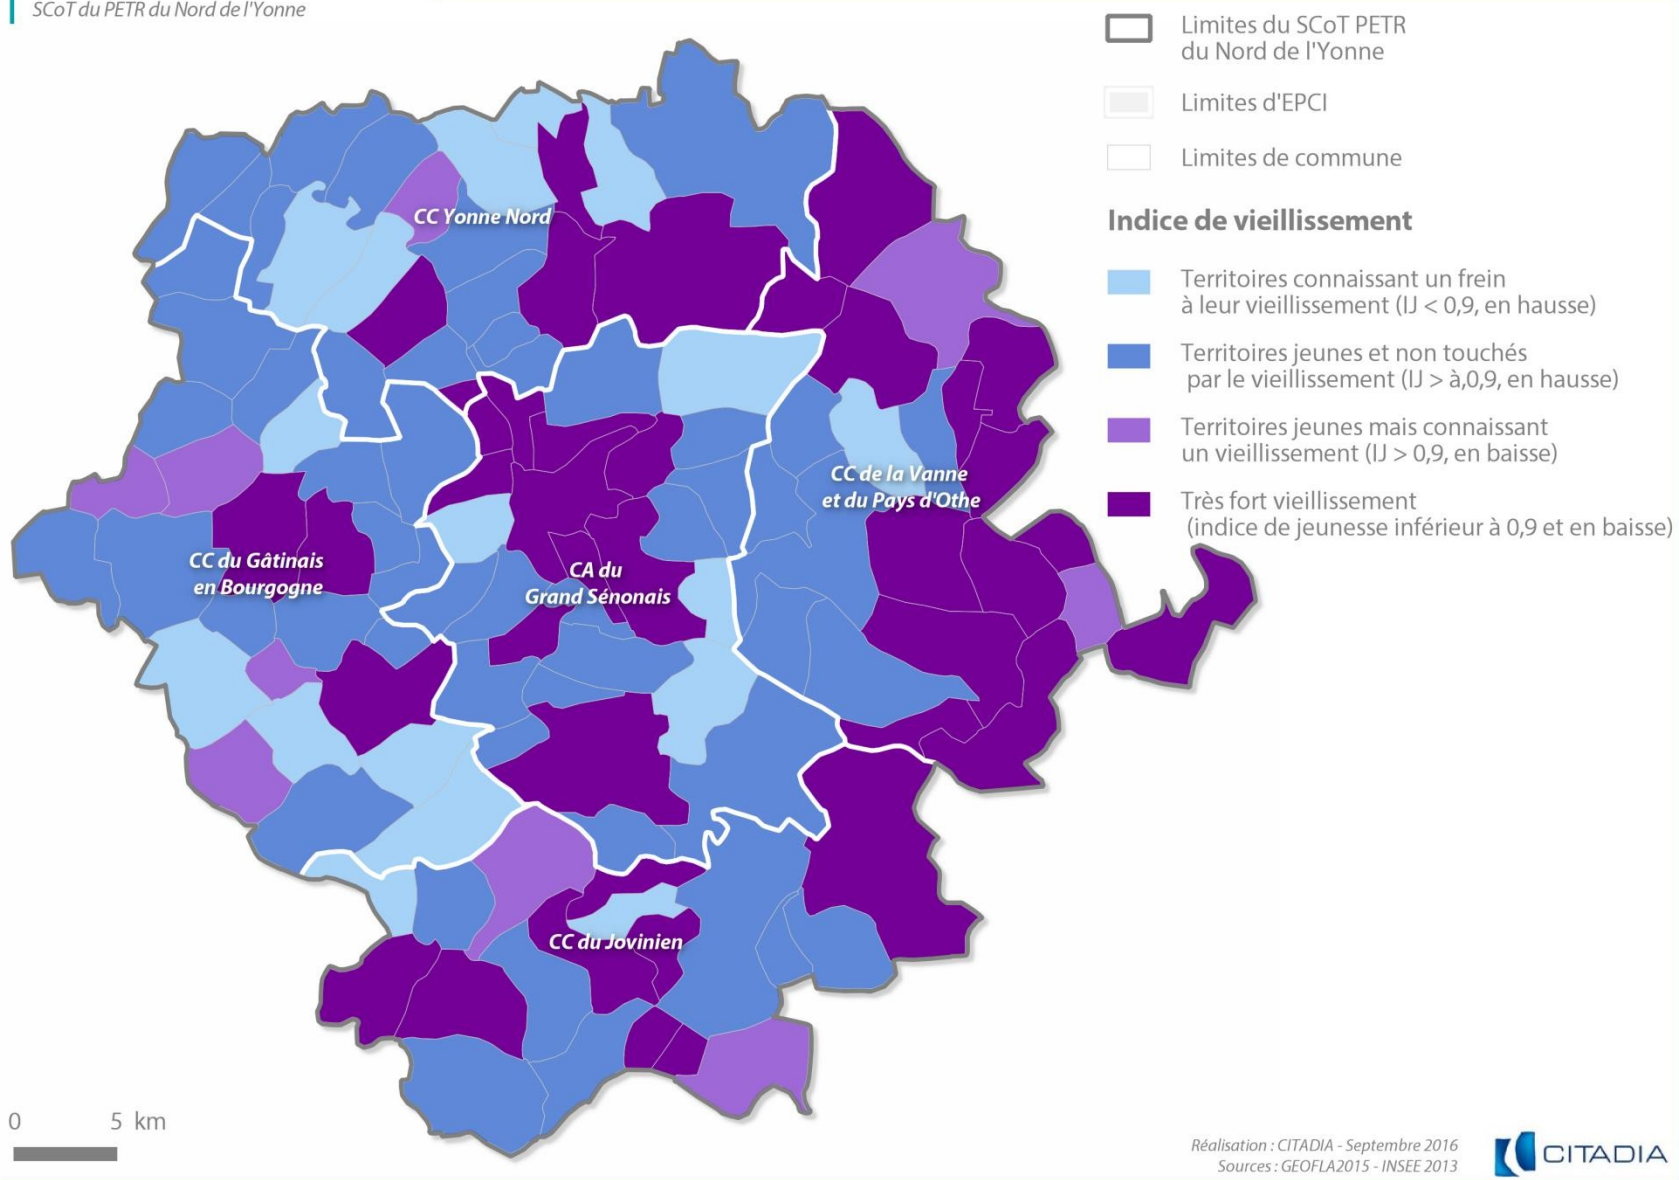 SCoT du PETR du Nord de l'Yonne
Limites du SCoT PETR
du Nord de l'Yonne
Limites d'EPCI
Limites de commune
Indice de vieillissement
Territoires connaissant un frein
à leur vieillissement (IJ < 0,9, en hausse)
Territoires jeunes et non touchés
par le vieillissement (IJ > à,0,9, en hausse)
Territoires jeunes mais connaissant
un vieillissement (IJ > 0,9, en baisse)
Très fort vieillissement
(indice de jeunesse inférieur à 0,9 et en baisse)
CC Yonne Nord
CC de la Vanne
et du Pays d'Othe
CC du Gâtinais
en Bourgogne
CA du
Grand Sénonais
CC du Jovinien
0 5 km
Réalisation : CITADIA - Septembre 2016
Sources : GEOFLA2015 - INSEE 2013
CITADIA